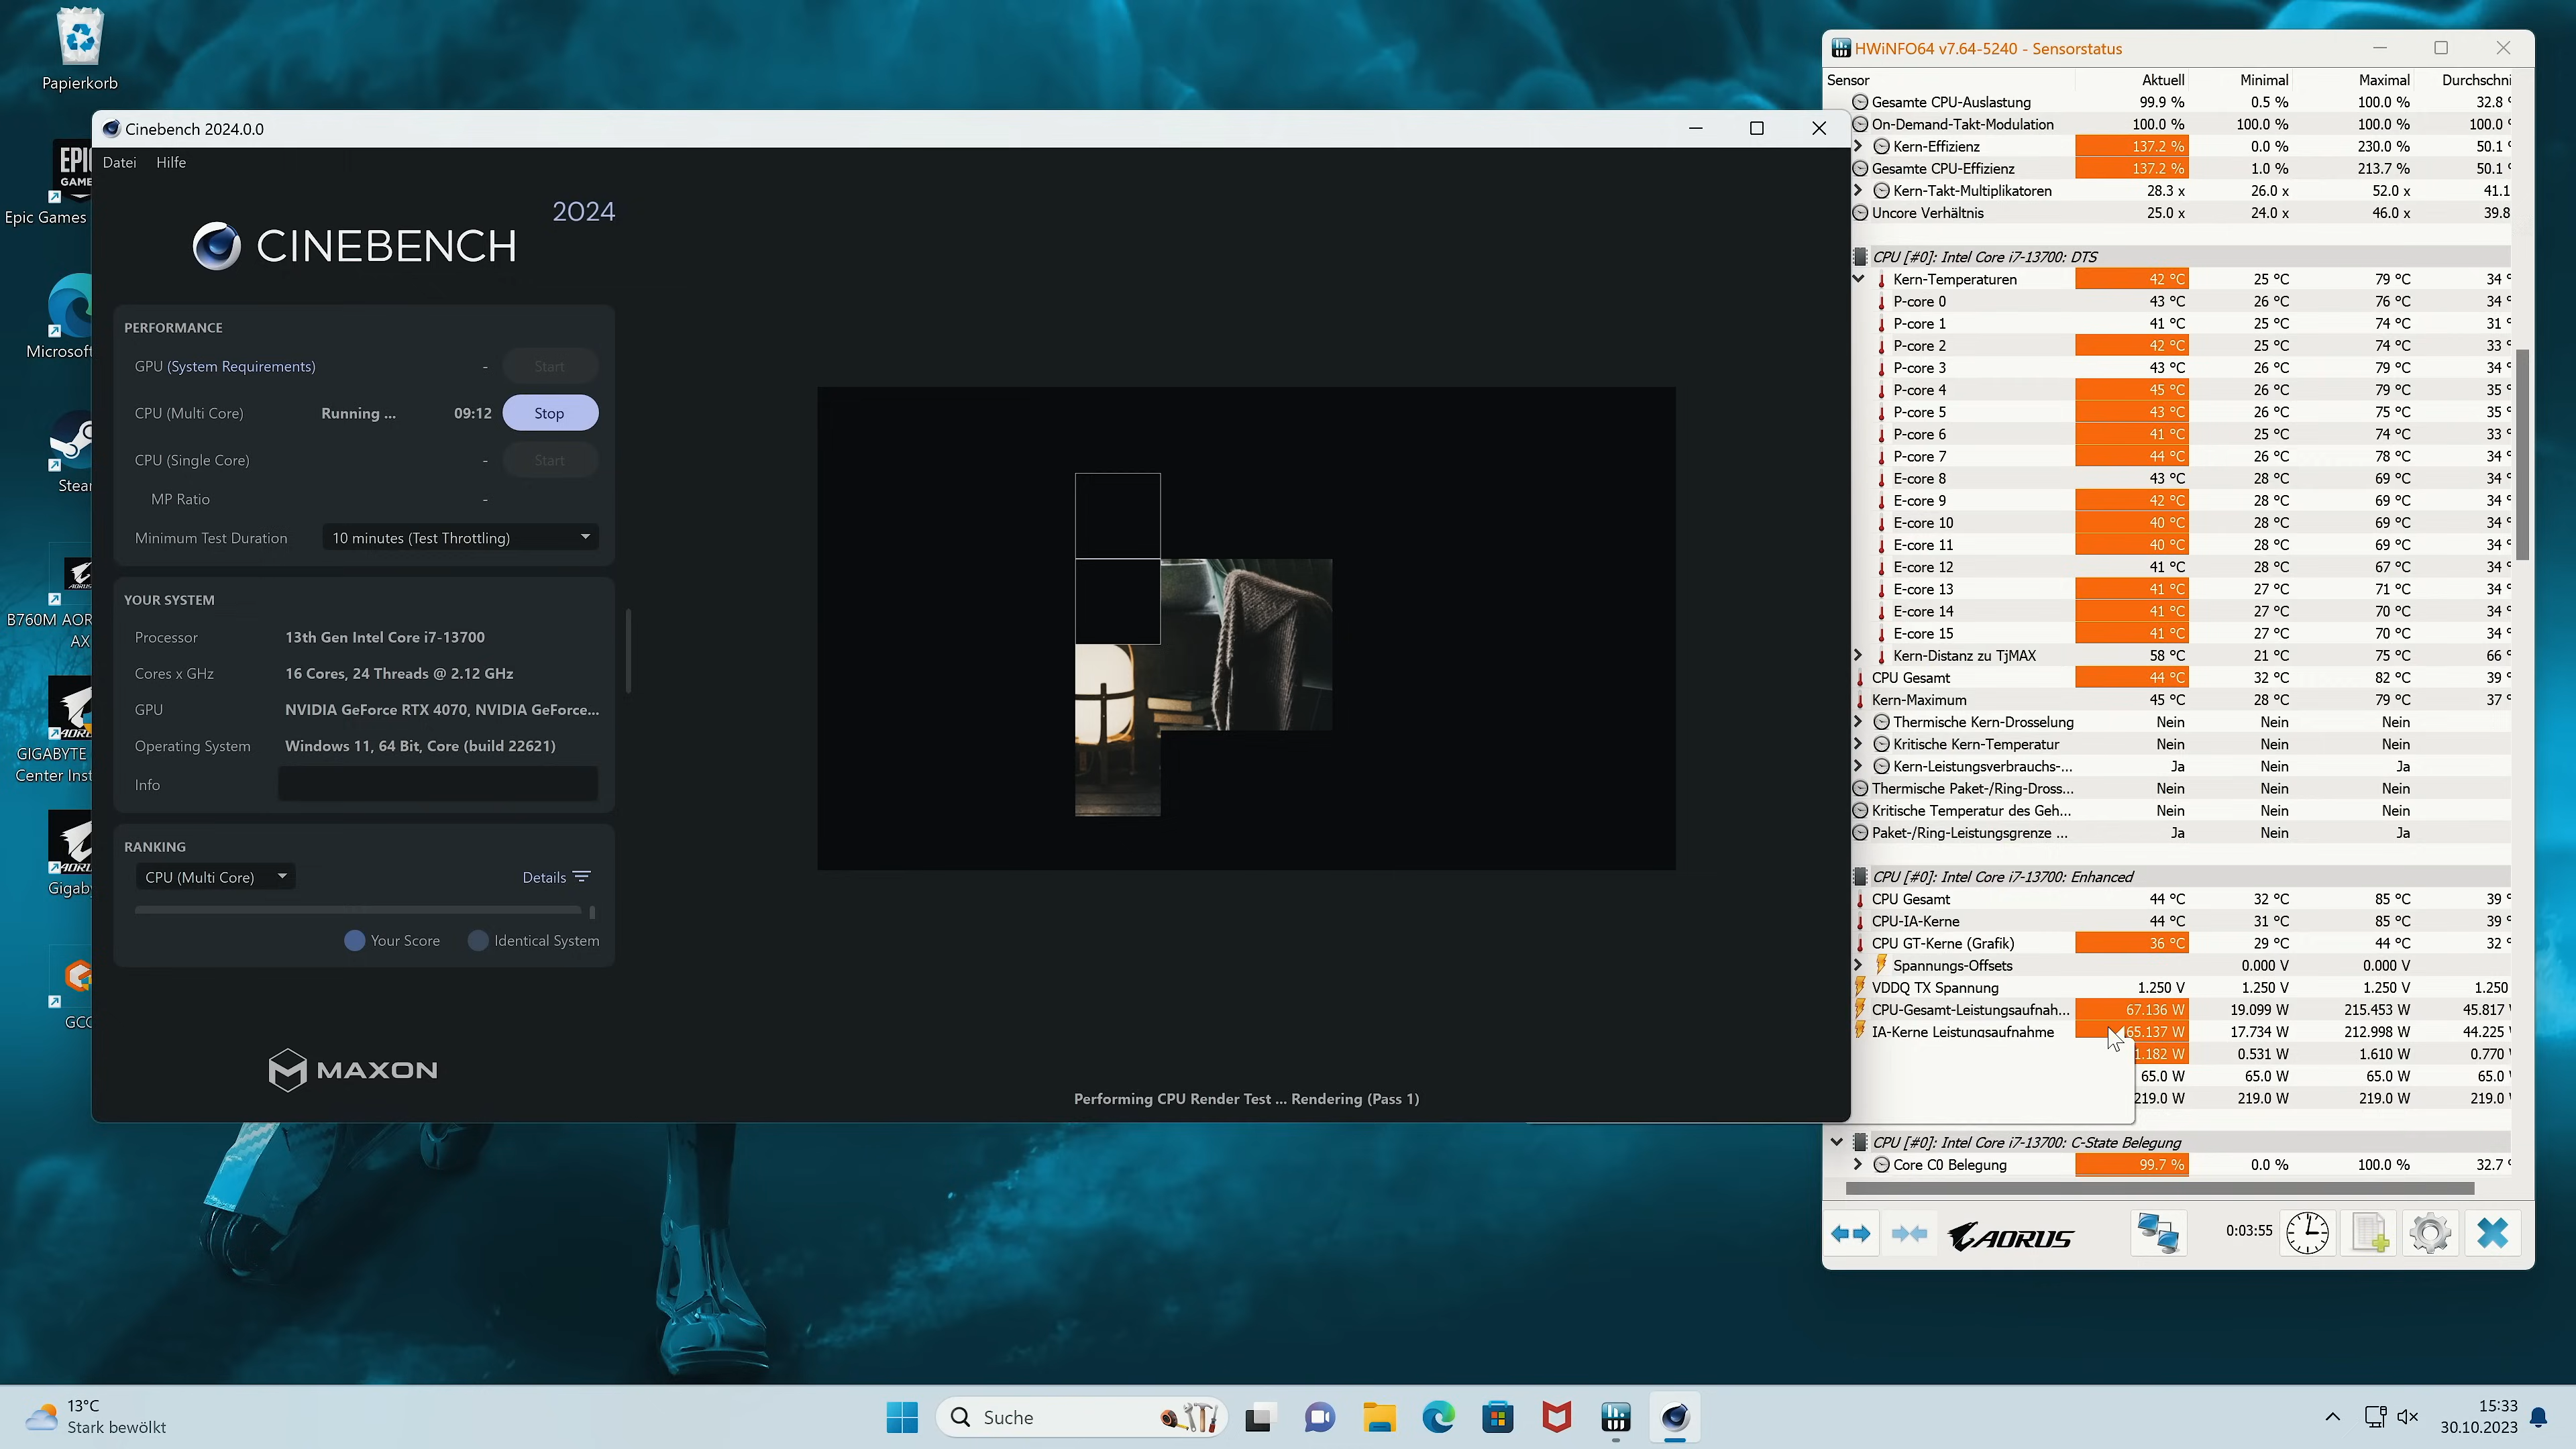 Papierkorb
EPIC
GAMES
Epic Games
Microsoft
Steam
B760M AOR
AX
GIGABYTE
Center Inst
Gigaby
GCC
Cinebench 2024.0.0
Datei Hilfe
2024
CINEBENCH
PERFORMANCE
GPU (System Requirements) - Start
CPU (Multi Core) Running ... 09:12 Stop
CPU (Single Core) - Start
MP Ratio -
Minimum Test Duration 10 minutes (Test Throttling)
YOUR SYSTEM
Processor 13th Gen Intel Core i7-13700
Cores x GHz 16 Cores, 24 Threads @ 2.12 GHz
GPU NVIDIA GeForce RTX 4070, NVIDIA GeForce...
Operating System Windows 11, 64 Bit, Core (build 22621)
Info
RANKING
CPU (Multi Core) Details
Your Score Identical System
MAXON
Performing CPU Render Test ... Rendering (Pass 1)
HWiNFO64 v7.64-5240 - Sensorstatus
Sensor Aktuell Minimal Maximal Durchschni
Gesamte CPU-Auslastung 99.9 % 0.5 % 100.0 % 32.8
On-Demand-Takt-Modulation 100.0 % 100.0 % 100.0 % 100.0
Kern-Effizienz 137.2 % 0.0 % 230.0 % 50.1
Gesamte CPU-Effizienz 137.2 % 1.0 % 213.7 % 50.1
Kern-Takt-Multiplikatoren 28.3 x 26.0 x 52.0 x 41.1
Uncore Verhältnis 25.0 x 24.0 x 46.0 x 39.8
CPU [#0]: Intel Core i7-13700: DTS
Kern-Temperaturen 42 °C 25 °C 79 °C 34 °
P-core 0 43 °C 26 °C 76 °C 34 °
P-core 1 41 °C 25 °C 74 °C 31 °
P-core 2 42 °C 25 °C 74 °C 33 °
P-core 3 43 °C 26 °C 79 °C 34 °
P-core 4 45 °C 26 °C 79 °C 35 °
P-core 5 43 °C 26 °C 75 °C 35 °
P-core 6 41 °C 25 °C 74 °C 33 °
P-core 7 44 °C 26 °C 78 °C 34 °
E-core 8 43 °C 28 °C 69 °C 34 °
E-core 9 42 °C 28 °C 69 °C 34 °
E-core 10 40 °C 28 °C 69 °C 34 °
E-core 11 40 °C 28 °C 69 °C 34 °
E-core 12 41 °C 28 °C 67 °C 34 °
E-core 13 41 °C 27 °C 71 °C 34 °
E-core 14 41 °C 27 °C 70 °C 34 °
E-core 15 41 °C 27 °C 70 °C 34 °
Kern-Distanz zu TjMAX 58 °C 21 °C 75 °C 66 °
CPU Gesamt 44 °C 32 °C 82 °C 39 °
Kern-Maximum 45 °C 28 °C 79 °C 37 °
Thermische Kern-Drosselung Nein Nein Nein
Kritische Kern-Temperatur Nein Nein Nein
Kern-Leistungsverbrauchs-... Ja Nein Ja
Thermische Paket-/Ring-Dross... Nein Nein Nein
Kritische Temperatur des Geh... Nein Nein Nein
Paket-/Ring-Leistungsgrenze ... Ja Nein Ja
CPU [#0]: Intel Core i7-13700: Enhanced
CPU Gesamt 44 °C 32 °C 85 °C 39 °
CPU-IA-Kerne 44 °C 31 °C 85 °C 39 °
CPU GT-Kerne (Grafik) 36 °C 29 °C 44 °C 32 °
Spannungs-Offsets 0.000 V 0.000 V
VDDQ TX Spannung 1.250 V 1.250 V 1.250 V 1.250
CPU-Gesamt-Leistungsaufnah... 67.136 W 19.099 W 215.453 W 45.817
IA-Kerne Leistungsaufnahme 65.137 W 17.734 W 212.998 W 44.225
1.182 W 0.531 W 1.610 W 0.770
65.0 W 65.0 W 65.0 W 65.0
219.0 W 219.0 W 219.0 W 219.0
CPU [#0]: Intel Core i7-13700: C-State Belegung
Core C0 Belegung 99.7 % 0.0 % 100.0 % 32.7
AORUS 0:03:55
13°C
Stark bewölkt
Suche
15:33
30.10.2023